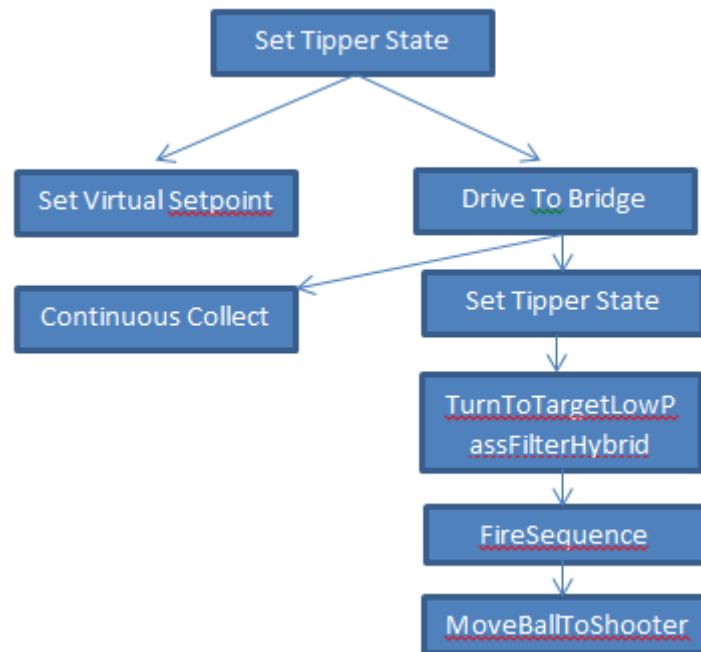 Set Tipper State
Set Virtual Setpoint
Drive To Bridge
Continuous Collect
Set Tipper State
TurnToTargetLowP
assFilterHybrid
FireSequence
MoveBallToShooter